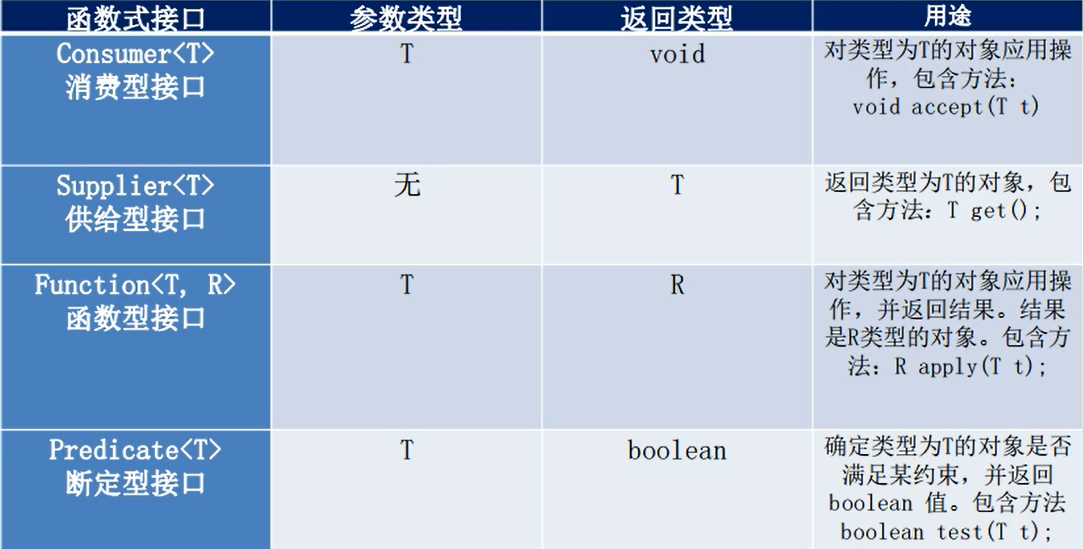 函数式接口 参数类型 返回类型 用途
Consumer<T>
消费型接口
T
void
对类型为T的对象应用操
作，包含方法：
void accept(T t)
Supplier<T>
供给型接口
无
T
返回类型为T的对象，包
含方法：T get();
Function<T, R>
函数型接口
T
R
对类型为T的对象应用操
作，并返回结果。结果
是R类型的对象。包含方
法：R apply(T t);
Predicate<T>
断定型接口
T
boolean
确定类型为T的对象是否
满足某约束，并返回
boolean 值。包含方法
boolean test(T t);